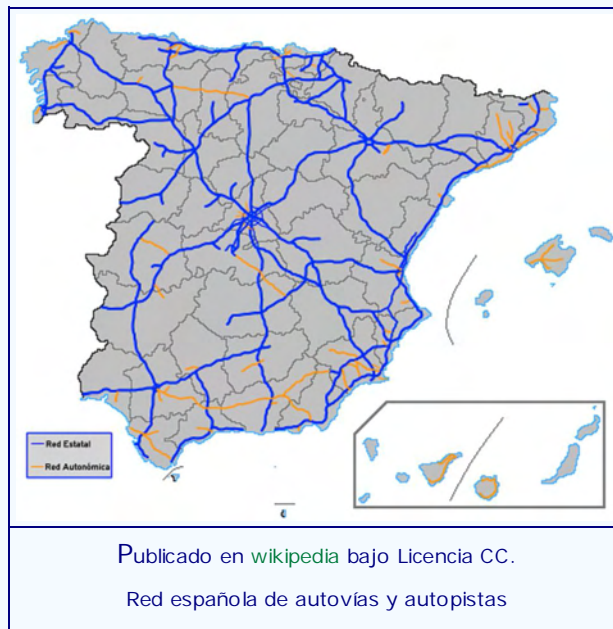 Red Estatal
Red Autonómica
Publicado en wikipedia bajo Licencia CC.
Red española de autovías y autopistas